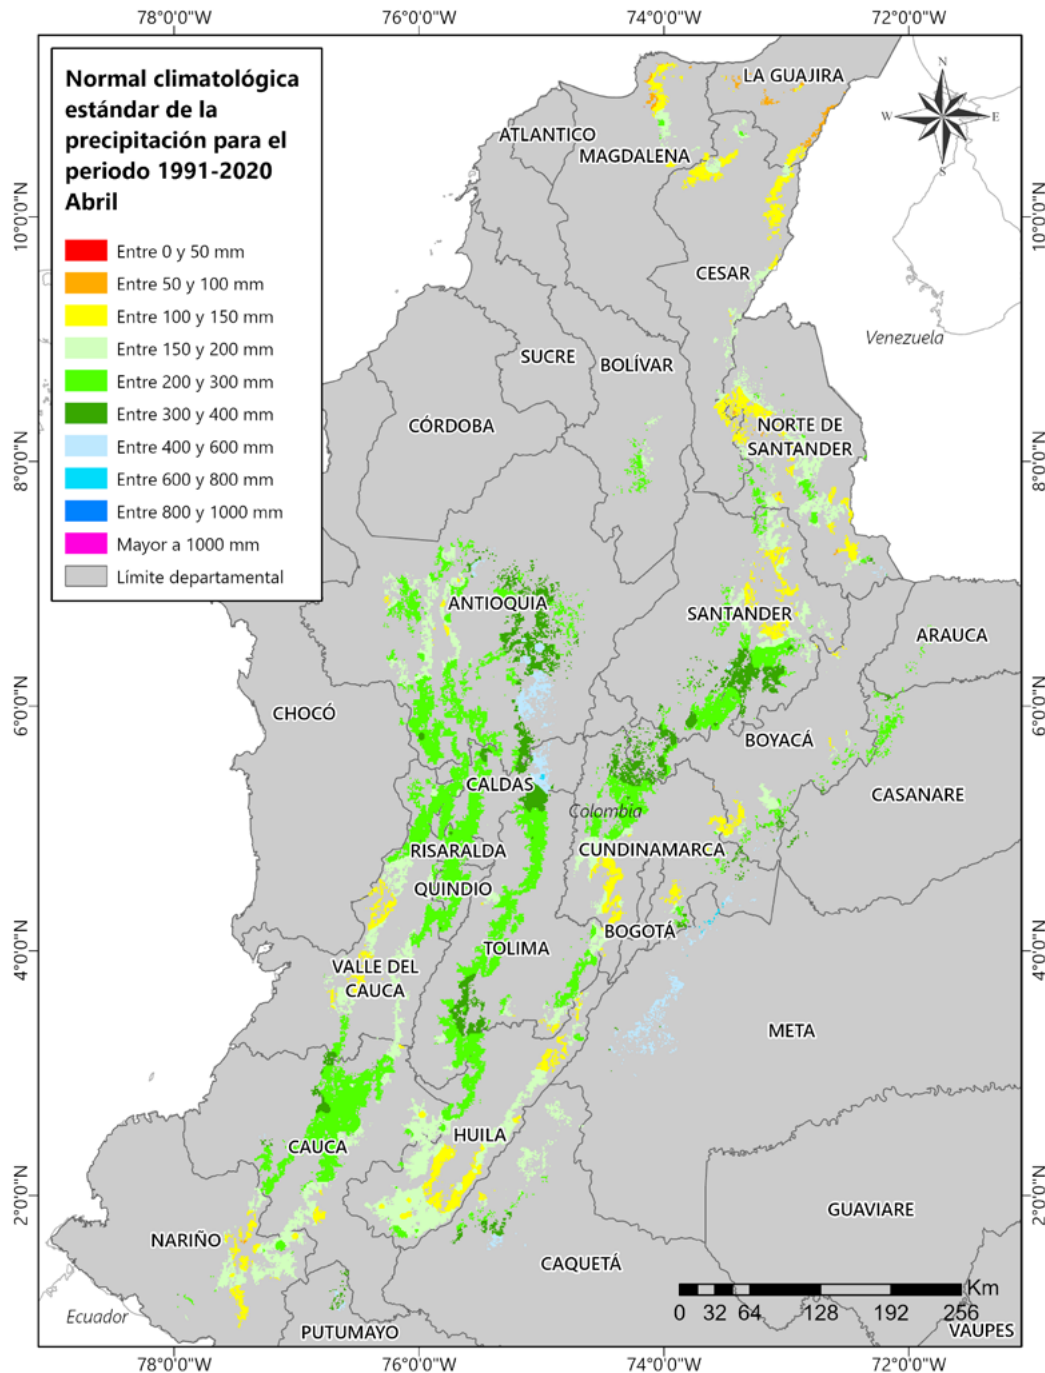 78°0'0"W
76°0'0"W
74°0'0"W
72°0'0"W
Normal climatológica
estándar de la
precipitación para el
periodo 1991-2020
Abril
Entre 0 y 50 mm
Entre 50 y 100 mm
Entre 100 y 150 mm
Entre 150 y 200 mm
Entre 200 y 300 mm
Entre 300 y 400 mm
Entre 400 y 600 mm
Entre 600 y 800 mm
Entre 800 y 1000 mm
Mayor a 1000 mm
Límite departamental
N
W
E
S
LA GUAJIRA
ATLANTICO
MAGDALENA
10°0'0"N
10°0'0"N
CESAR
Venezuela
SUCRE
BOLÍVAR
CÓRDOBA
NORTE DE
SANTANDER
8°0'0"N
8°0'0"N
ANTIOQUIA
SANTANDER
ARAUCA
6°0'0"N
6°0'0"N
CHOCÓ
BOYACÁ
CALDAS
CASANARE
Colombia
RISARALDA
CUNDINAMARCA
QUINDIO
BOGOTÁ
4°0'0"N
4°0'0"N
TOLIMA
VALLE DEL
CAUCA
META
HUILA
CAUCA
2°0'0"N
2°0'0"N
GUAVIARE
NARIÑO
CAQUETÁ
Km
0 32 64 128 192 256
Ecuador
PUTUMAYO
VAUPES
78°0'0"W
76°0'0"W
74°0'0"W
72°0'0"W